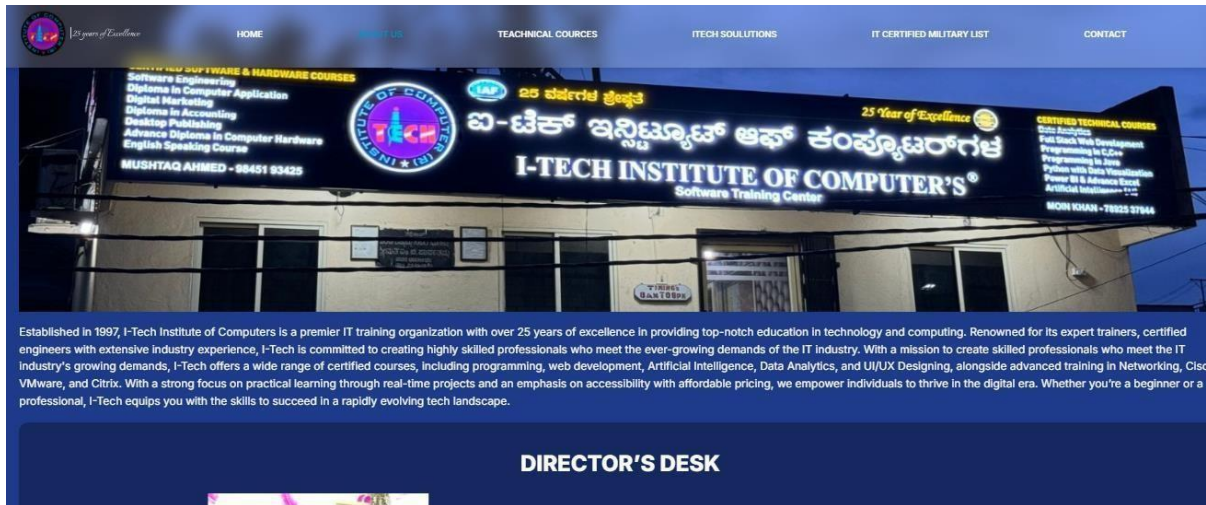 25 years of Excellence
HOME
ABOUT US
TEACHNICAL COURCES
ITECH SOULUTIONS
IT CERTIFIED MILITARY LIST
CONTACT
CERTIFIED SOFTWARE & HARDWARE COURSES
Software Engineering
Diploma in Computer Application
Digital Marketing
Diploma in Accounting
Desktop Publishing
Advance Diploma in Computer Hardware
English Speaking Course
MUSHTAQ AHMED - 98451 93425
INSTITUTE OF COMPUTER (R)
TECH
IAF
25 ವರ್ಷಗಳ ಶ್ರೇಷ್ಠತೆ
25 Year of Excellence
ಐ-ಟೆಕ್ ಇನ್ಸ್ಟಿಟ್ಯೂಟ್ ಆಫ್ ಕಂಪ್ಯೂಟರ್‌ಗಳ
I-TECH INSTITUTE OF COMPUTER'S®
Software Training Center
CERTIFIED TECHNICAL COURSES
Data Analytics
Full Stack Web Development
Programming in C,C++
Programming in Java
Python with Data Visualization
Power BI & Advance Excel
Artificial Intelligence
MOIN KHAN - 78925 37944
TIMINGS
8AM TO 8PM
Established in 1997, I-Tech Institute of Computers is a premier IT training organization with over 25 years of excellence in providing top-notch education in technology and computing. Renowned for its expert trainers, certified
engineers with extensive industry experience, I-Tech is committed to creating highly skilled professionals who meet the ever-growing demands of the IT industry. With a mission to create skilled professionals who meet the IT
industry's growing demands, I-Tech offers a wide range of certified courses, including programming, web development, Artificial Intelligence, Data Analytics, and UI/UX Designing, alongside advanced training in Networking, Cisco
VMware, and Citrix. With a strong focus on practical learning through real-time projects and an emphasis on accessibility with affordable pricing, we empower individuals to thrive in the digital era. Whether you're a beginner or a
professional, I-Tech equips you with the skills to succeed in a rapidly evolving tech landscape.
DIRECTOR'S DESK